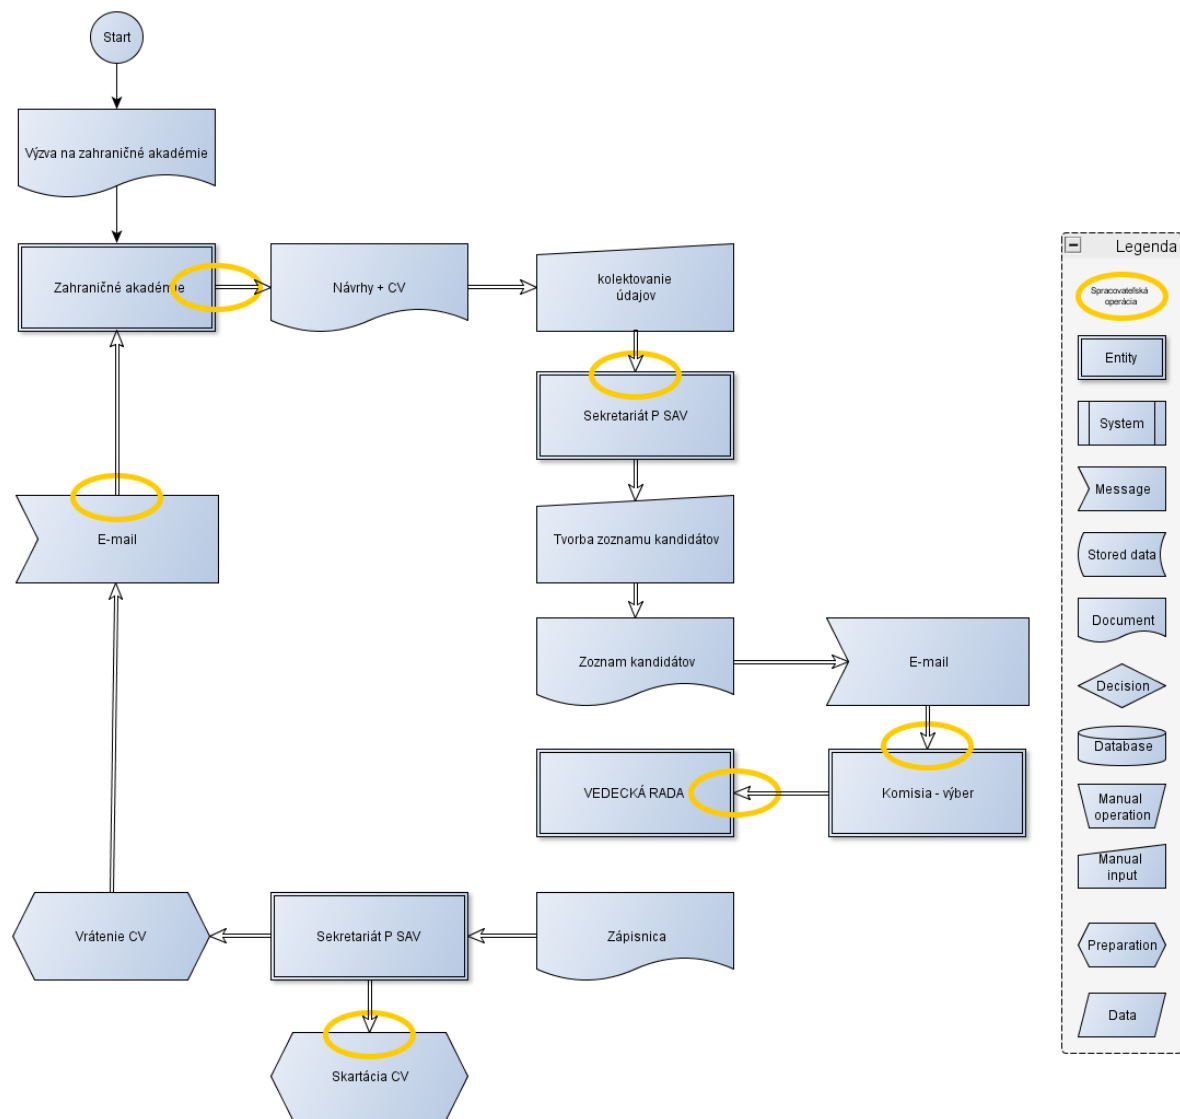 Start
Výzva na zahraničné akadémie
Zahraničné akadémie
Návrhy + CV
kolektovanie
údajov
Sekretariát P SAV
E-mail
Tvorba zoznamu kandidátov
Zoznam kandidátov
E-mail
VEDECKÁ RADA
Komisia - výber
Vrátenie CV
Sekretariát P SAV
Zápisnica
Skartácia CV
Legenda
Spracovateľská
operácia
Entity
System
Message
Stored data
Document
Decision
Database
Manual
operation
Manual
input
Preparation
Data